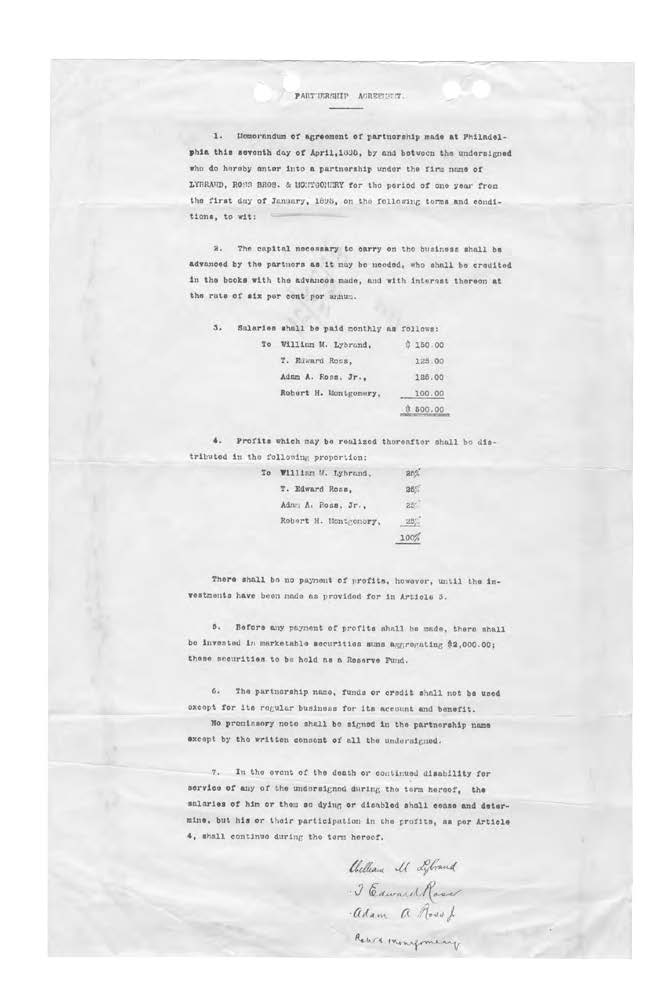 PARTNERSHIP AGREEMENT.
1. Memorandum of agreement of partnership made at Philadel-
phia this seventh day of April, 1898, by and between the undersigned
who do hereby enter into a partnership under the firm name of
LYBRAND, ROSS BROS. & MONTGOMERY for the period of one year from
the first day of January, 1898, on the following terms and condi-
tions, to wit:
2. The capital necessary to carry on the business shall be
advanced by the partners as it may be needed, who shall be credited
in the books with the advances made, and with interest thereon at
the rate of six per cent per annum.
3. Salaries shall be paid monthly as follows:
To William M. Lybrand, $ 150.00
T. Edward Ross, 125.00
Adam A. Ross, Jr., 125.00
Robert H. Montgomery, 100.00
$ 500.00
4. Profits which may be realized thereafter shall be dis-
tributed in the following proportion:
To William M. Lybrand, 25%
T. Edward Ross, 25%
Adam A. Ross, Jr., 25%
Robert H. Montgomery, 25%
100%
There shall be no payment of profits, however, until the in-
vestments have been made as provided for in Article 5.
5. Before any payment of profits shall be made, there shall
be invested in marketable securities sums aggregating $2,000.00;
these securities to be held as a Reserve Fund.
6. The partnership name, funds or credit shall not be used
except for its regular business for its account and benefit.
No promissory note shall be signed in the partnership name
except by the written consent of all the undersigned.
7. In the event of the death or continued disability for
service of any of the undersigned during the term hereof, the
salaries of him or them so dying or disabled shall cease and deter-
mine, but his or their participation in the profits, as per Article
4, shall continue during the term hereof.
William M Lybrand
T Edward Ross
Adam A Ross Jr
Robt H Montgomery